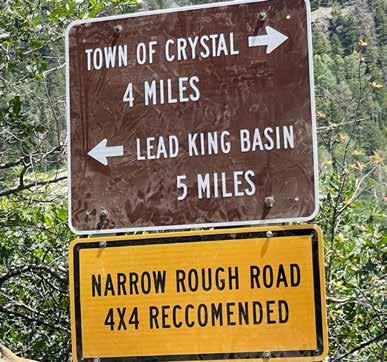 TOWN OF CRYSTAL →
4 MILES
← LEAD KING BASIN
5 MILES
NARROW ROUGH ROAD
4X4 RECCOMENDED